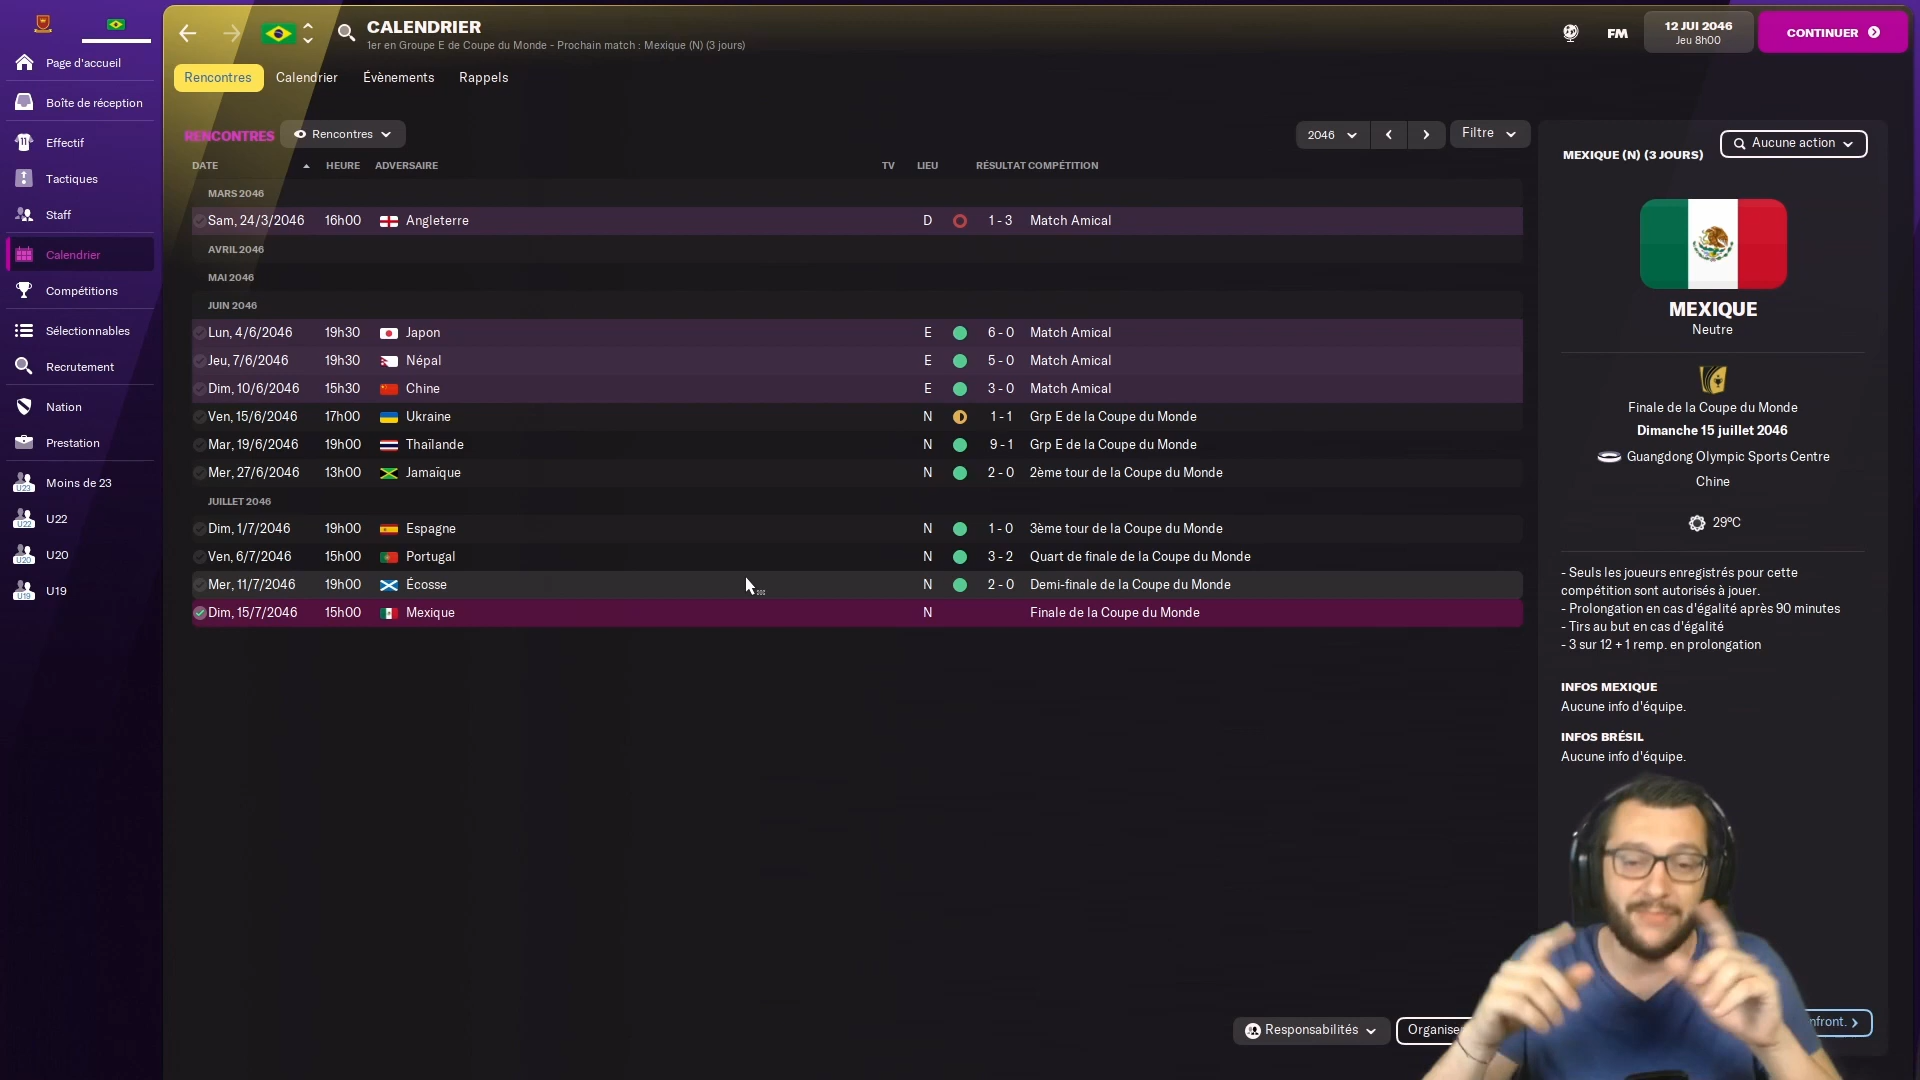 CALENDRIER
1er en Groupe E de Coupe du Monde - Prochain match : Mexique (N) (3 jours)
FM
12 JUI 2046
Jeu 8h00
CONTINUER
Page d'accueil
Boîte de réception
Effectif
Tactiques
Staff
Calendrier
Compétitions
Sélectionnables
Recrutement
Nation
Prestation
U23 Moins de 23
U22 U22
U20 U20
U19 U19
Rencontres Calendrier Évènements Rappels
RENCONTRES Rencontres 2046 Filtre
DATE HEURE ADVERSAIRE TV LIEU RÉSULTAT COMPÉTITION
MARS 2046
Sam, 24/3/2046 16h00 Angleterre D 1 - 3 Match Amical
AVRIL 2046
MAI 2046
JUIN 2046
Lun, 4/6/2046 19h30 Japon E 6 - 0 Match Amical
Jeu, 7/6/2046 19h30 Népal E 5 - 0 Match Amical
Dim, 10/6/2046 15h30 Chine E 3 - 0 Match Amical
Ven, 15/6/2046 17h00 Ukraine N 1 - 1 Grp E de la Coupe du Monde
Mar, 19/6/2046 19h00 Thaïlande N 9 - 1 Grp E de la Coupe du Monde
Mer, 27/6/2046 13h00 Jamaïque N 2 - 0 2ème tour de la Coupe du Monde
JUILLET 2046
Dim, 1/7/2046 19h00 Espagne N 1 - 0 3ème tour de la Coupe du Monde
Ven, 6/7/2046 15h00 Portugal N 3 - 2 Quart de finale de la Coupe du Monde
Mer, 11/7/2046 19h00 Écosse N 2 - 0 Demi-finale de la Coupe du Monde
Dim, 15/7/2046 15h00 Mexique N Finale de la Coupe du Monde
MEXIQUE (N) (3 JOURS) Aucune action
MEXIQUE
Neutre
Finale de la Coupe du Monde
Dimanche 15 juillet 2046
Guangdong Olympic Sports Centre
Chine
29ºC
- Seuls les joueurs enregistrés pour cette
compétition sont autorisés à jouer.
- Prolongation en cas d'égalité après 90 minutes
- Tirs au but en cas d'égalité
- 3 sur 12 + 1 remp. en prolongation
INFOS MEXIQUE
Aucune info d'équipe.
INFOS BRÉSIL
Aucune info d'équipe.
Responsabilités